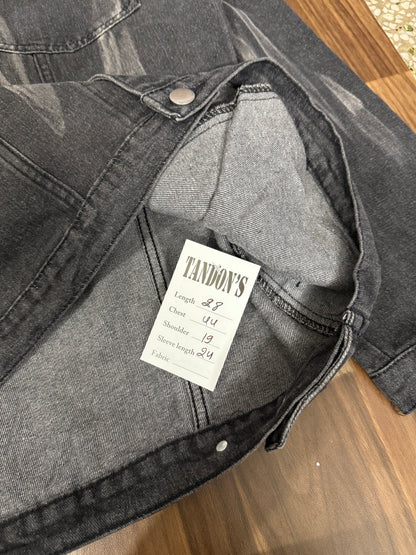 TANDON'S
Length 28
Chest 44
Shoulder 19
Sleeve length 24
Fabric